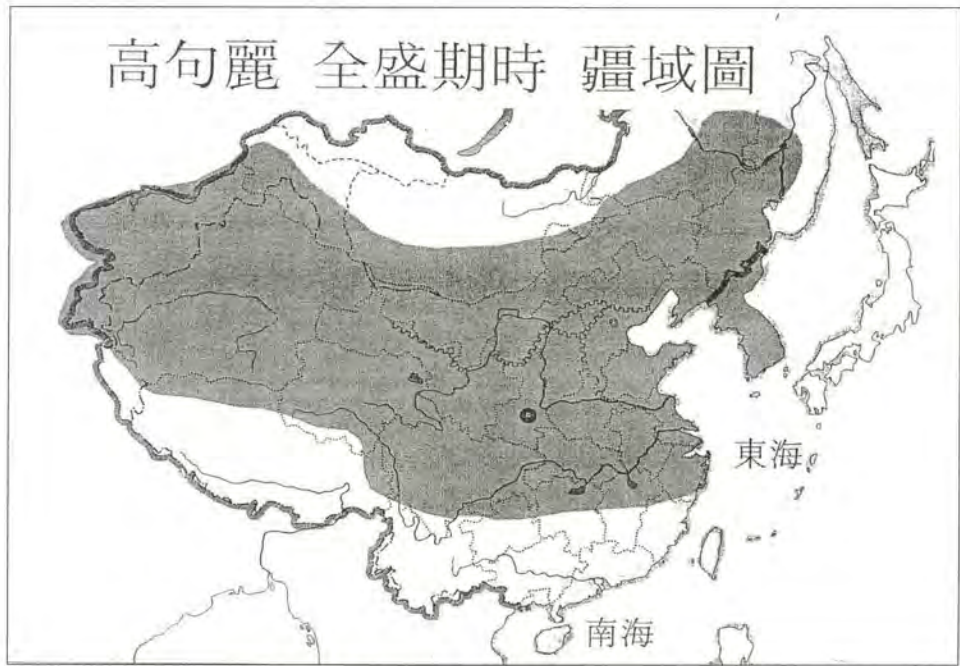 高句麗 全盛期時 疆域圖
東海
南海